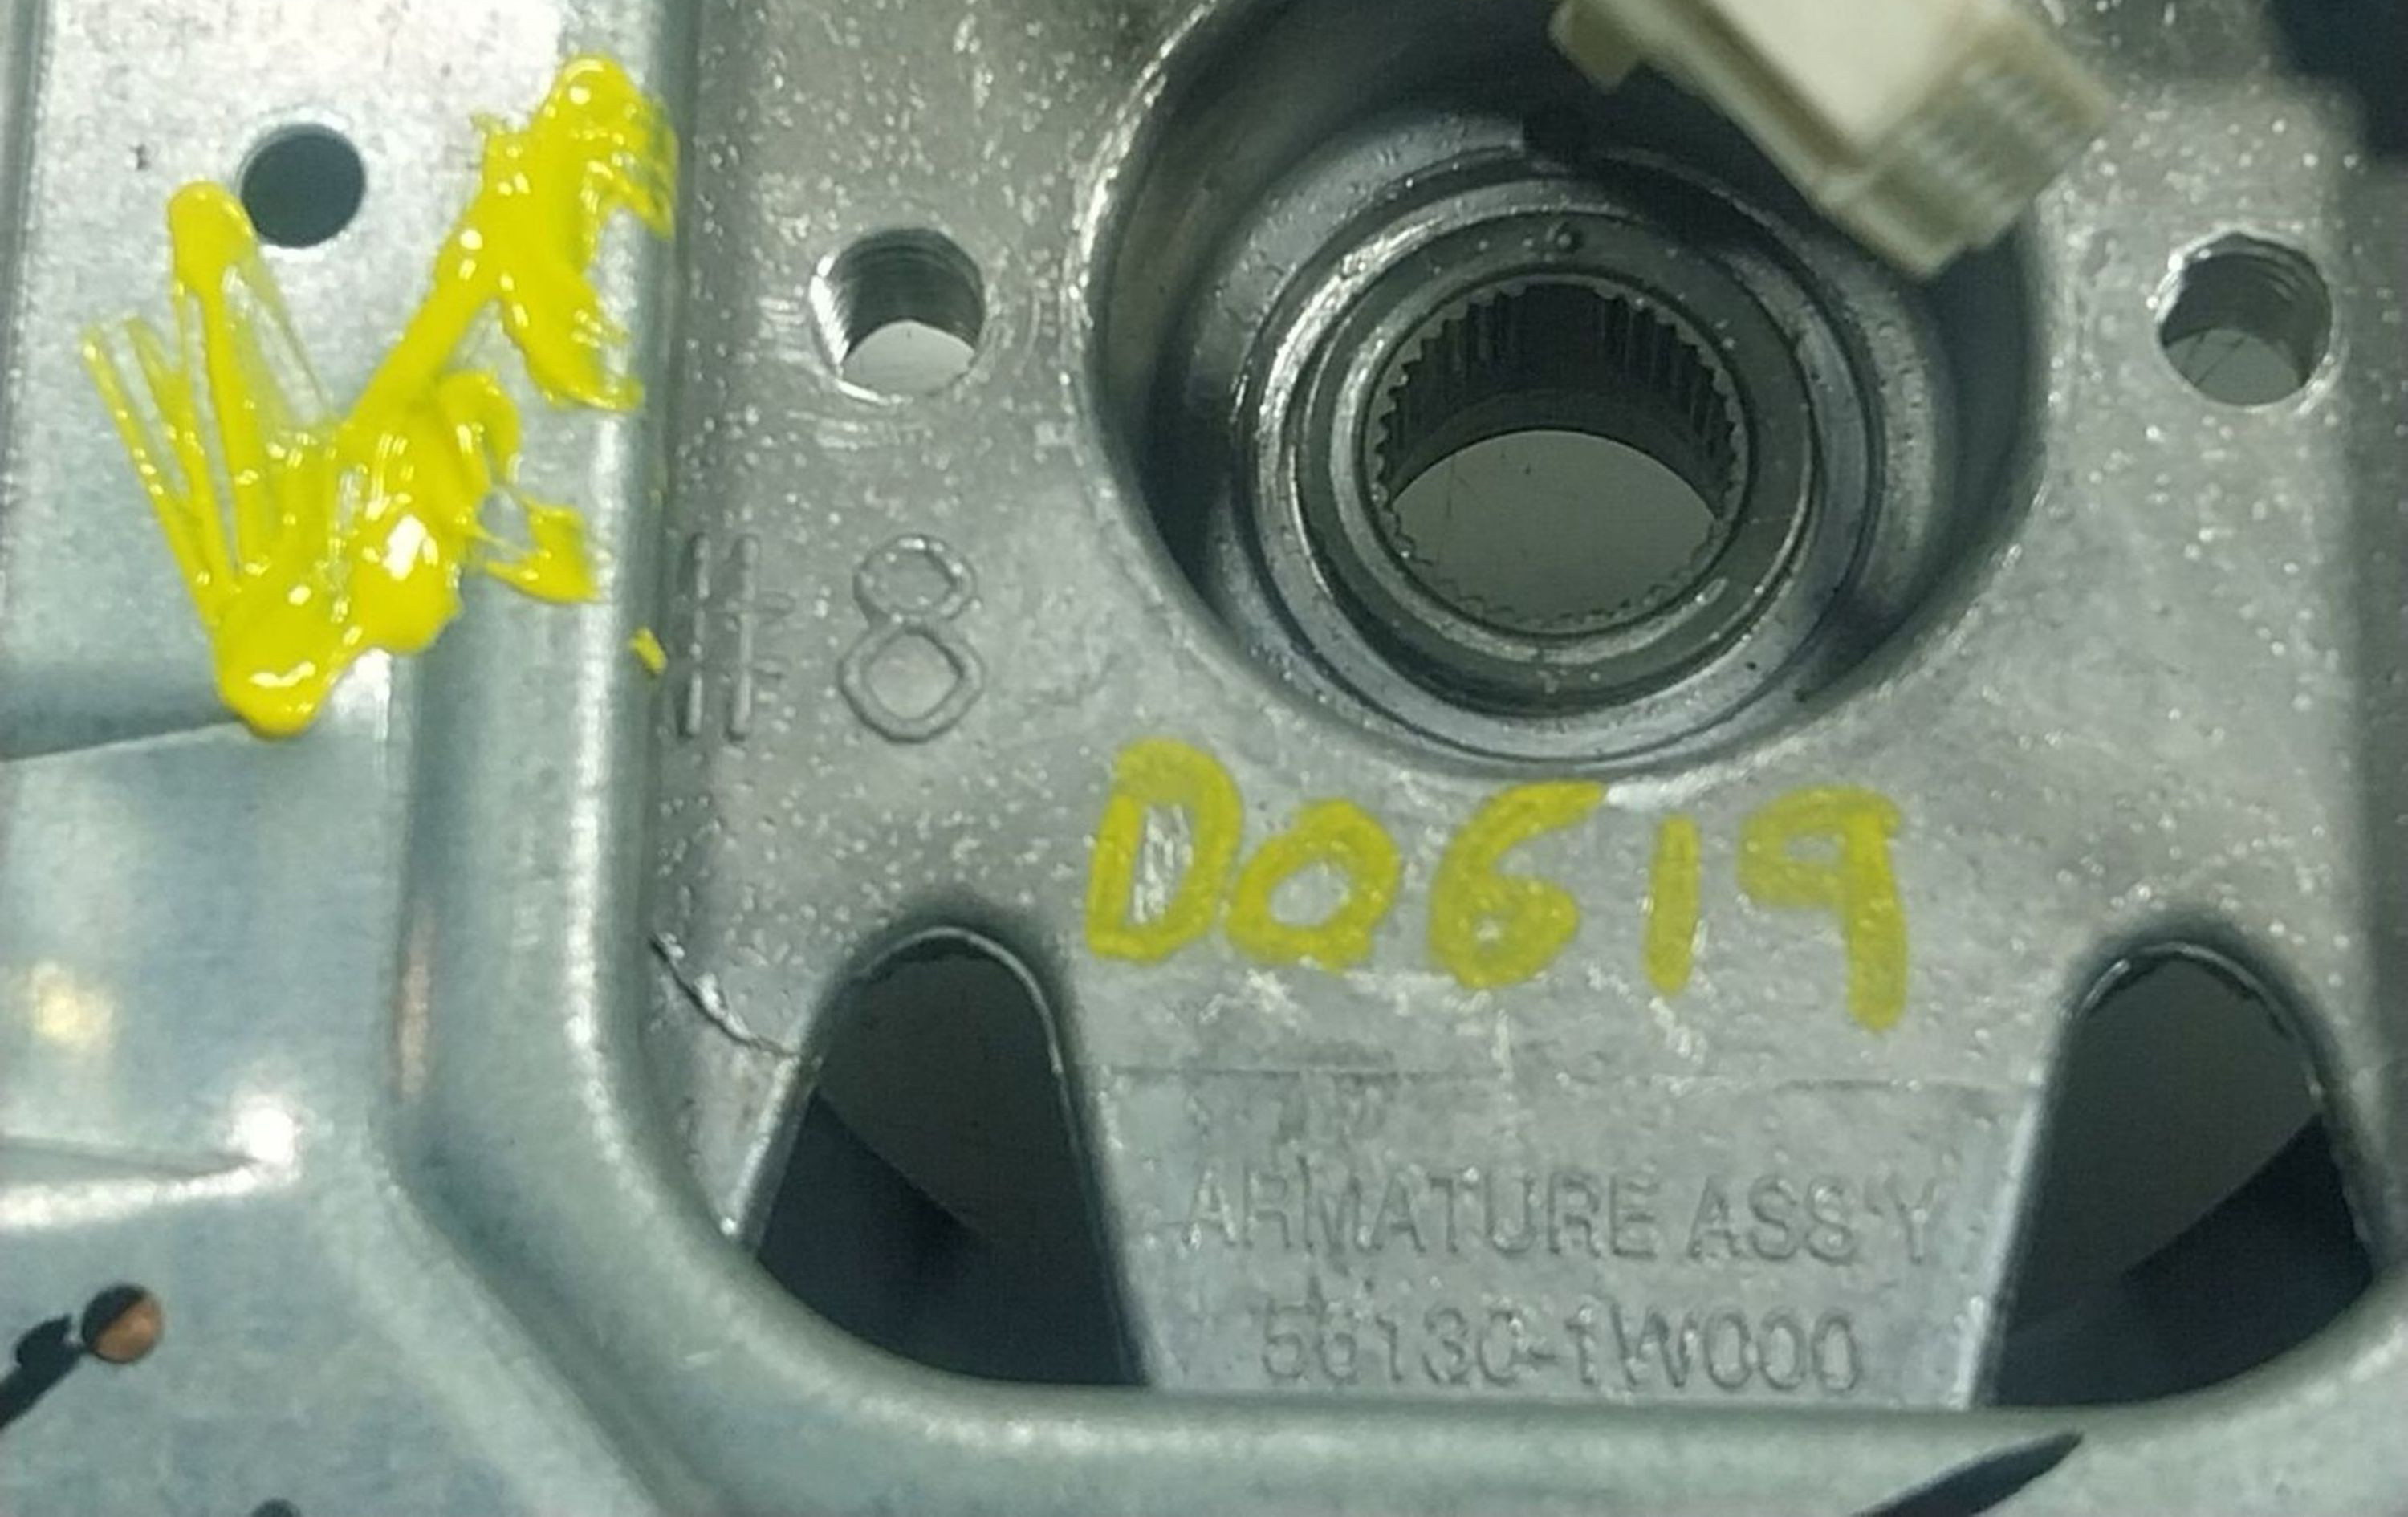 #8
D0619
ARMATURE ASS'Y
56130-1W000